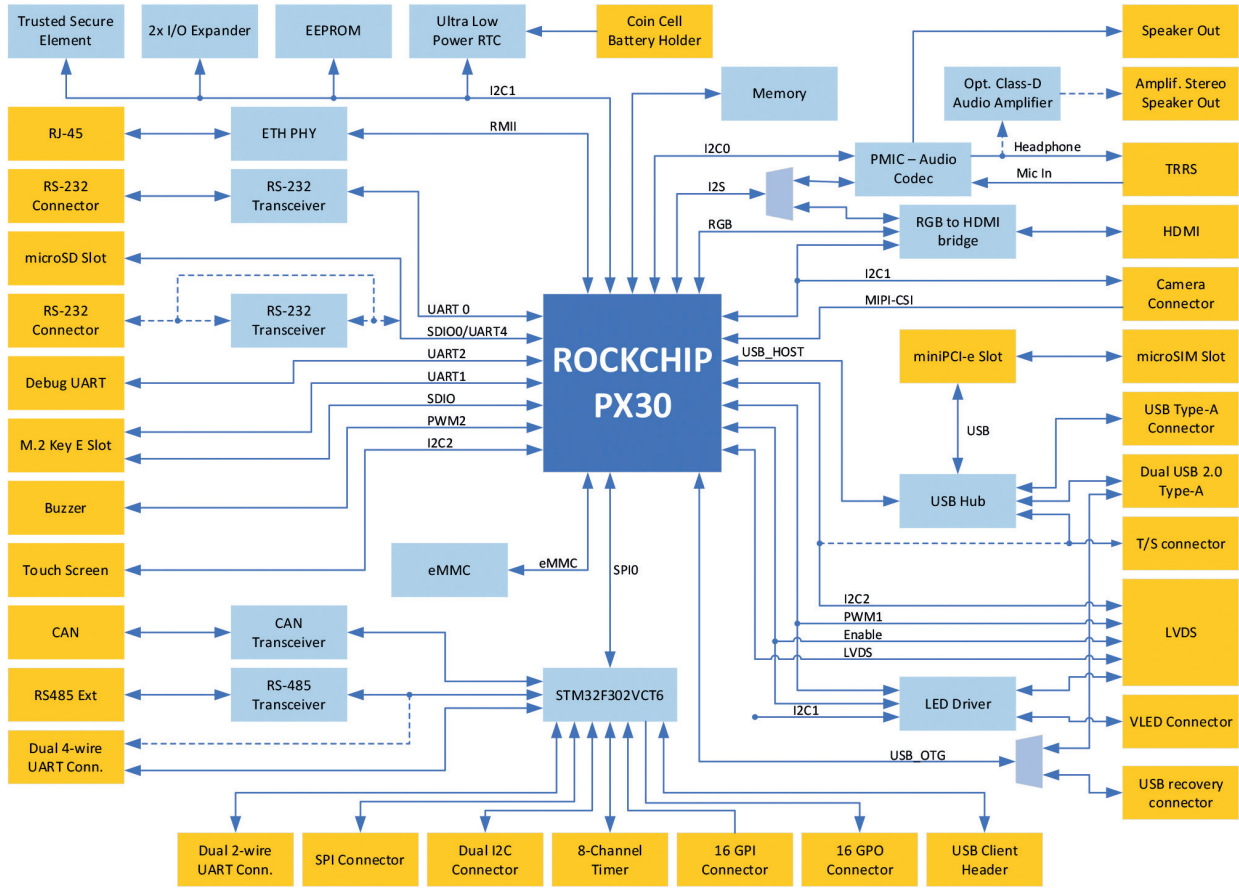 Trusted Secure
Element
2x I/O Expander
EEPROM
Ultra Low
Power RTC
Coin Cell
Battery Holder
Speaker Out
I2C1
Memory
Opt. Class-D
Audio Amplifier
Amplif. Stereo
Speaker Out
RJ-45
ETH PHY
RMII
I2C0
PMIC – Audio
Codec
Headphone
Mic In
TRRS
RS-232
Connector
RS-232
Transceiver
I2S
RGB
RGB to HDMI
bridge
HDMI
microSD Slot
I2C1
Camera
Connector
MIPI-CSI
RS-232
Connector
RS-232
Transceiver
UART 0
SDIO0/UART4
UART2
UART1
SDIO
PWM2
I2C2
ROCKCHIP
PX30
USB_HOST
miniPCI-e Slot
microSIM Slot
Debug UART
M.2 Key E Slot
USB
USB Type-A
Connector
Dual USB 2.0
Type-A
Buzzer
USB Hub
T/S connector
Touch Screen
eMMC
eMMC
SPI0
I2C2
PWM1
Enable
LVDS
LVDS
CAN
CAN
Transceiver
RS485 Ext
RS-485
Transceiver
STM32F302VCT6
I2C1
LED Driver
VLED Connector
Dual 4-wire
UART Conn.
USB_OTG
USB recovery
connector
Dual 2-wire
UART Conn.
SPI Connector
Dual I2C
Connector
8-Channel
Timer
16 GPI
Connector
16 GPO
Connector
USB Client
Header